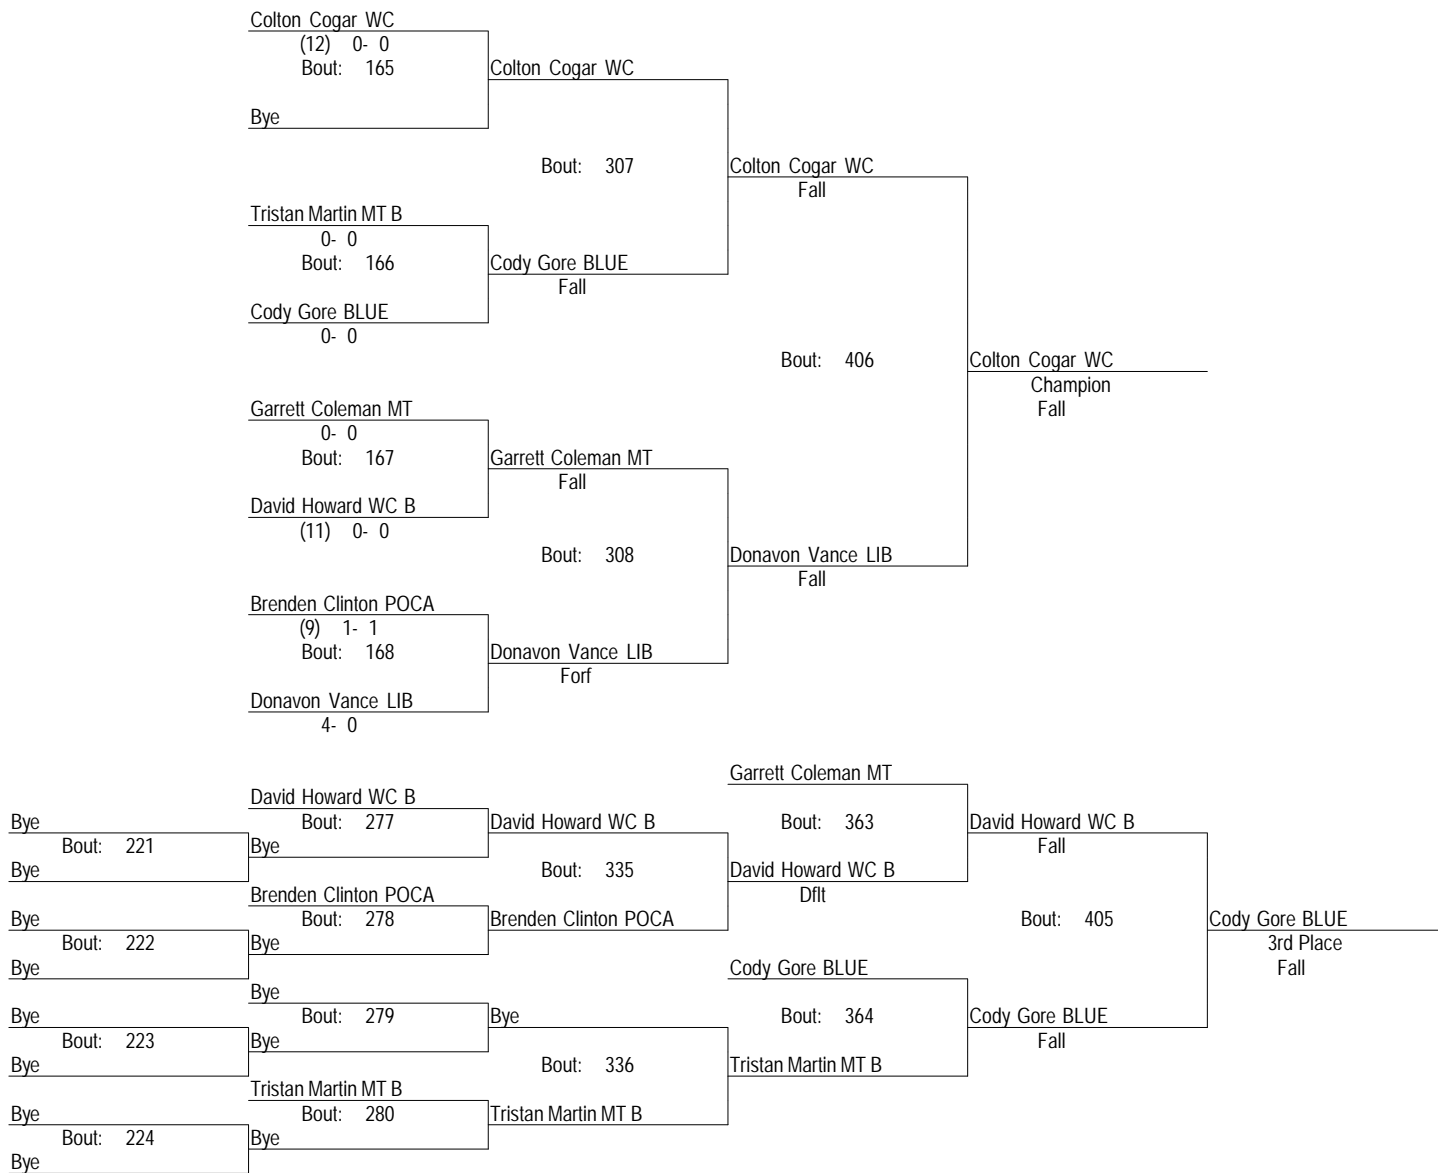 Colton Cogar WC
(12) 0- 0
Bout: 165
Colton Cogar WC
Bye
Bout: 307
Colton Cogar WC
Fall
Tristan Martin MT B
0- 0
Bout: 166
Cody Gore BLUE
Fall
Cody Gore BLUE
0- 0
Bout: 406
Colton Cogar WC
Champion
Fall
Garrett Coleman MT
0- 0
Bout: 167
Garrett Coleman MT
Fall
David Howard WC B
(11) 0- 0
Bout: 308
Donavon Vance LIB
Fall
Brenden Clinton POCA
(9) 1- 1
Bout: 168
Donavon Vance LIB
Forf
Donavon Vance LIB
4- 0
Garrett Coleman MT
David Howard WC B
Bye
Bout: 277
David Howard WC B
Bout: 363
David Howard WC B
Fall
Bout: 221
Bye
Bye
Bout: 335
David Howard WC B
Dflt
Brenden Clinton POCA
Bye
Bout: 278
Brenden Clinton POCA
Bout: 405
Cody Gore BLUE
3rd Place
Fall
Bout: 222
Bye
Bye
Cody Gore BLUE
Bye
Bye
Bout: 279
Bye
Bout: 364
Cody Gore BLUE
Fall
Bout: 223
Bye
Bye
Bout: 336
Tristan Martin MT B
Tristan Martin MT B
Bye
Bout: 280
Tristan Martin MT B
Bout: 224
Bye
Bye